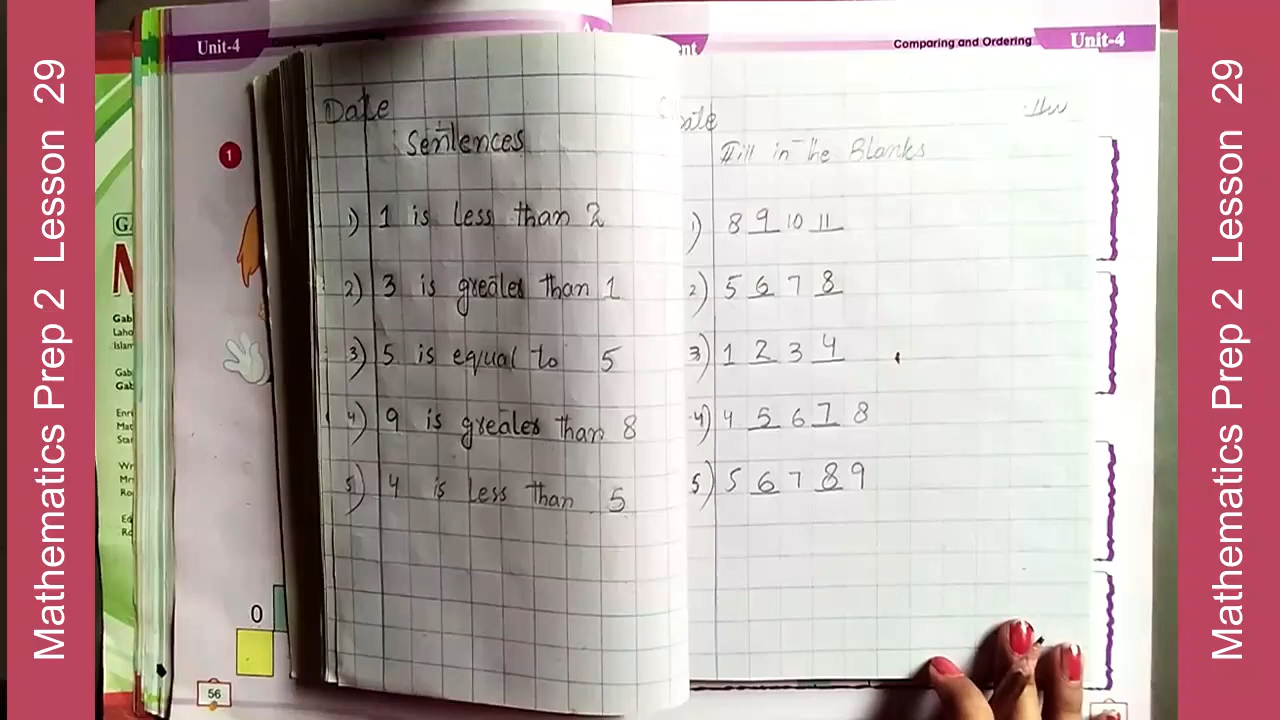 Mathematics Prep 2 Lesson 29
Unit-4
1
Date
Sentences
1) 1 is less than 2
2) 3 is greater than 1
3) 5 is equal to 5
4) 9 is greater than 8
5) 4 is less than 5
0
56
Comparing and Ordering
Unit-4
ate
Fill in the Blanks
1) 8 9 10 11
2) 5 6 7 8
3) 1 2 3 4
4) 4 5 6 7 8
5) 5 6 7 8 9
Mathematics Prep 2 Lesson 29